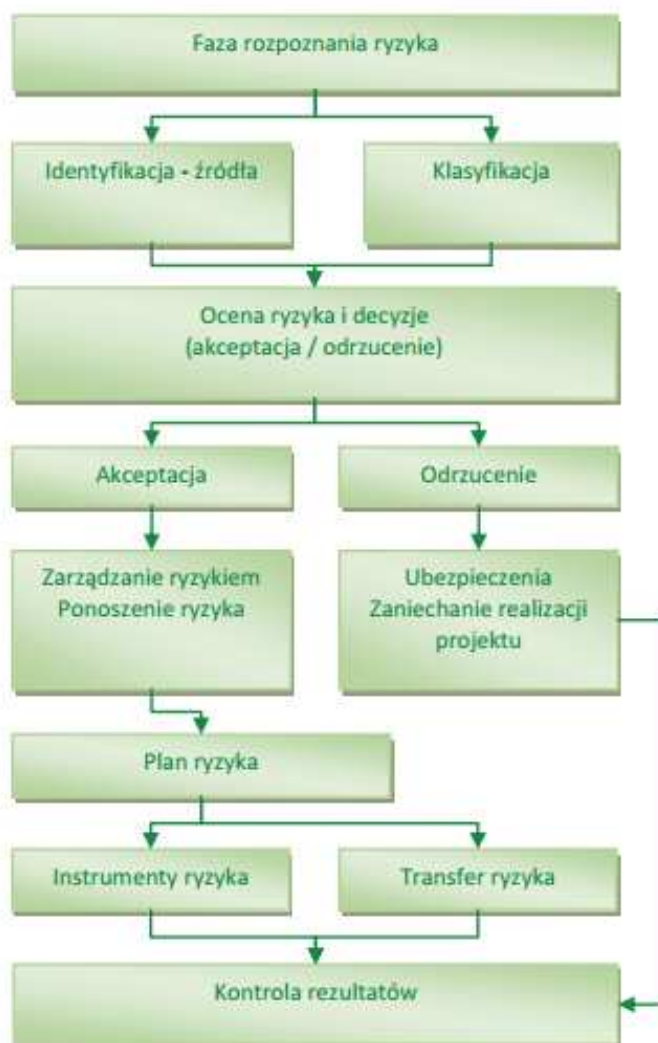 Faza rozpoznania ryzyka
Identyfikacja - źródła
Klasyfikacja
Ocena ryzyka i decyzje
(akceptacja / odrzucenie)
Akceptacja
Odrzucenie
Zarządzanie ryzykiem
Ponoszenie ryzyka
Ubezpieczenia
Zaniechanie realizacji
projektu
Plan ryzyka
Instrumenty ryzyka
Transfer ryzyka
Kontrola rezultatów